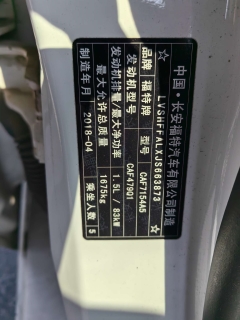 中国·长安福特汽车有限公司制造
LVSHFFALXJS663873
品牌 福特牌 型号 CAF7154A5
发动机型号 CAF479Q1
发动机排量/最大净功率 1.5L / 83kW
最大允许总质量 1675kg
制造年月 2018-04 乘坐人数 5